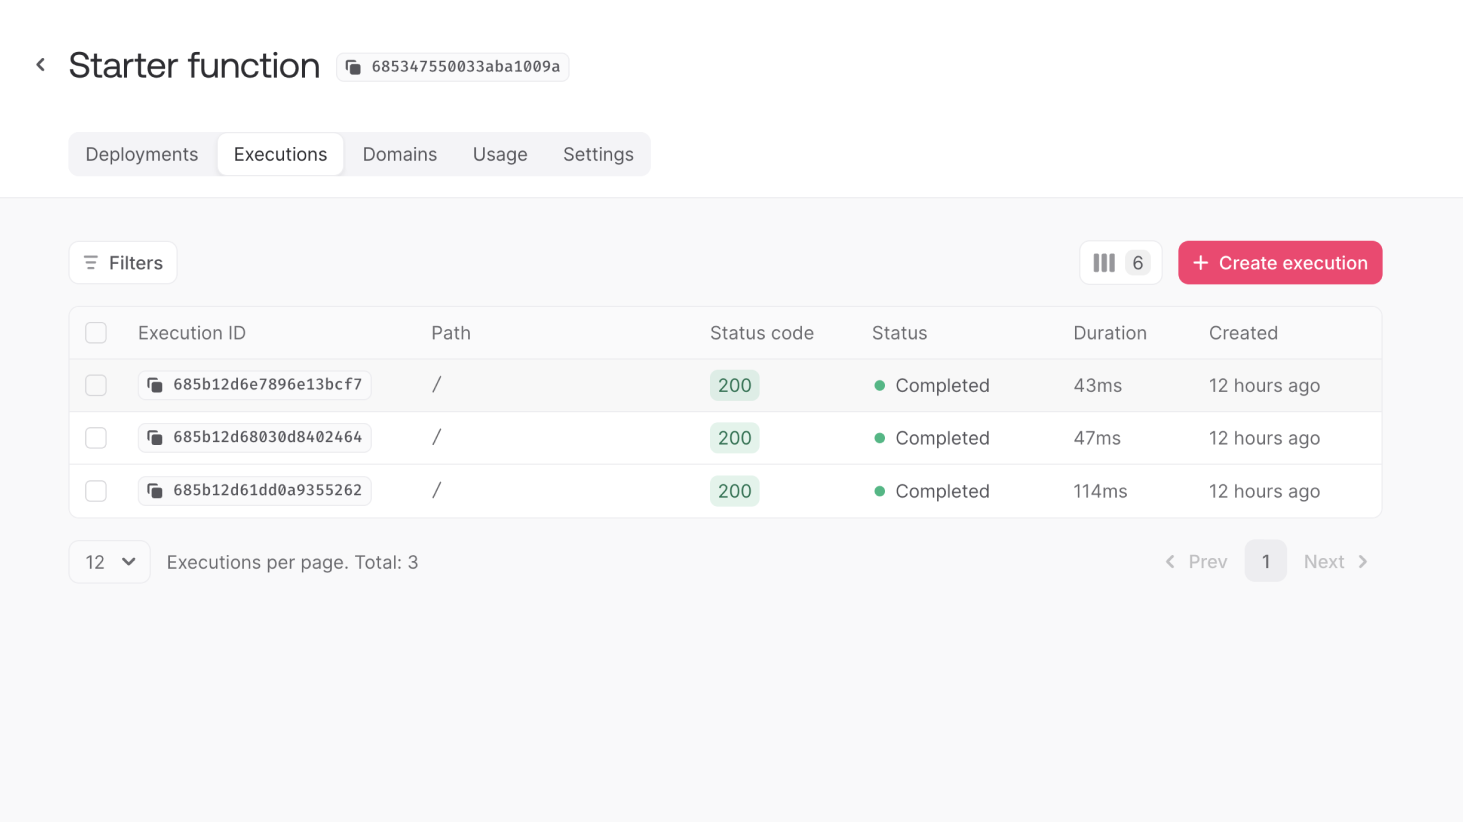 Starter function 685347550033aba1009a
Deployments Executions Domains Usage Settings
Filters 6 + Create execution
Execution ID Path Status code Status Duration Created
685b12d6e7896e13bcf7 / 200 Completed 43ms 12 hours ago
685b12d68030d8402464 / 200 Completed 47ms 12 hours ago
685b12d61dd0a9355262 / 200 Completed 114ms 12 hours ago
12 Executions per page. Total: 3 Prev 1 Next